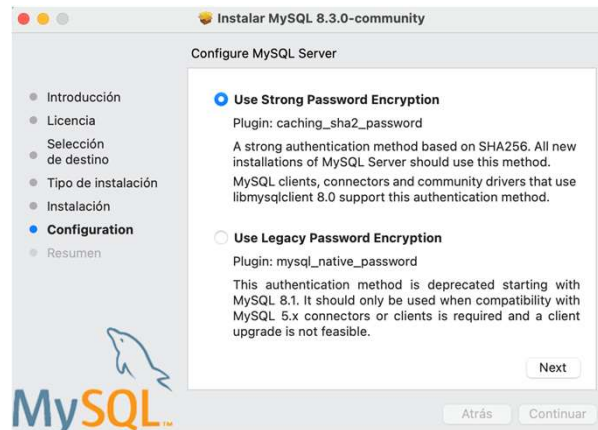 Instalar MySQL 8.3.0-community
Configure MySQL Server
Introducción
Licencia
Selección
de destino
Tipo de instalación
Instalación
Configuration
Resumen
Use Strong Password Encryption
Plugin: caching_sha2_password
A strong authentication method based on SHA256. All new
installations of MySQL Server should use this method.
MySQL clients, connectors and community drivers that use
libmysqlclient 8.0 support this authentication method.
Use Legacy Password Encryption
Plugin: mysql_native_password
This authentication method is deprecated starting with
MySQL 8.1. It should only be used when compatibility with
MySQL 5.x connectors or clients is required and a client
upgrade is not feasible.
Next
MySQL
Atrás
Continuar